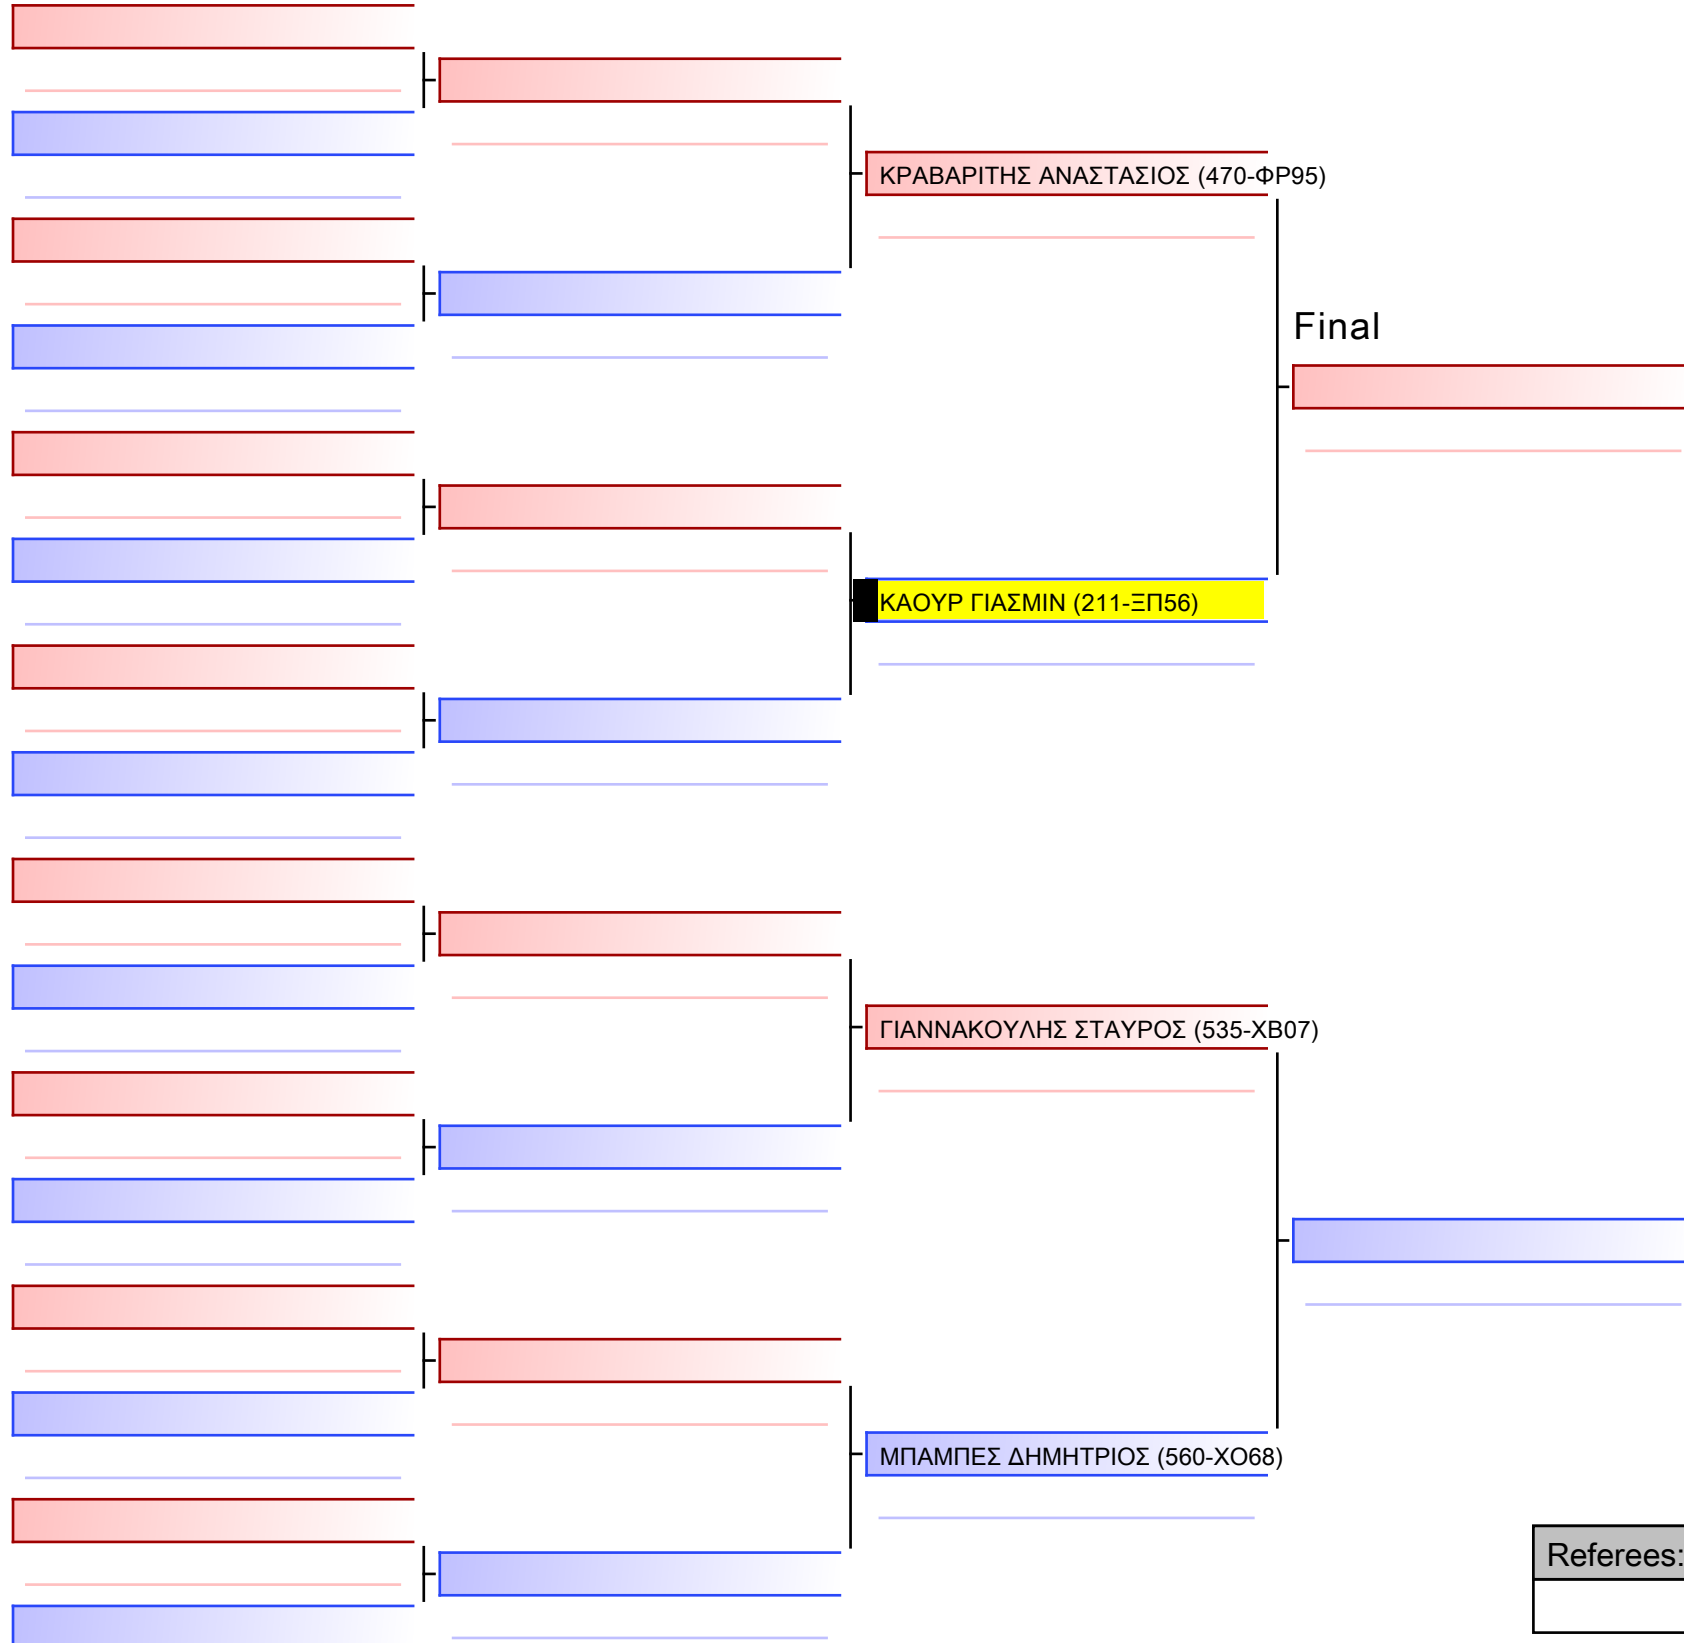 ΚΡΑΒΑΡΙΤΗΣ ΑΝΑΣΤΑΣΙΟΣ (470-ΦΡ95)
Final
ΚΑΟΥΡ ΓΙΑΣΜΙΝ (211-ΞΠ56)
ΓΙΑΝΝΑΚΟΥΛΗΣ ΣΤΑΥΡΟΣ (535-ΧΒ07)
ΜΠΑΜΠΕΣ ΔΗΜΗΤΡΙΟΣ (560-ΧΟ68)
Referees: